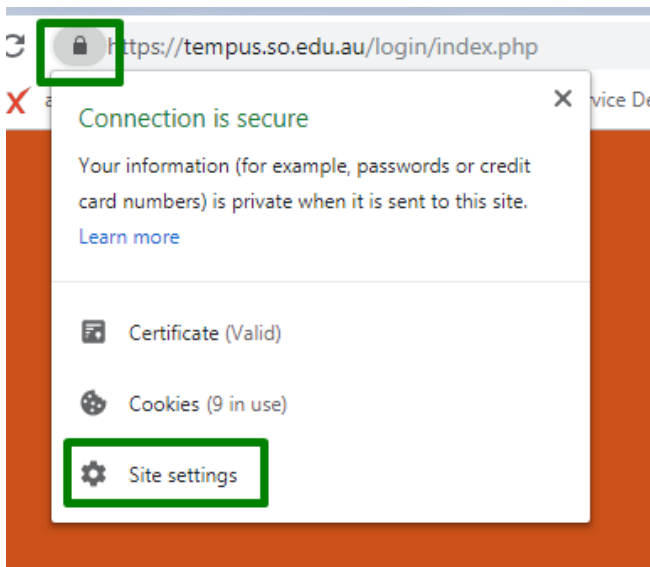 https://tempus.so.edu.au/login/index.php
vice De
Connection is secure
Your information (for example, passwords or credit
card numbers) is private when it is sent to this site.
Learn more
Certificate (Valid)
Cookies (9 in use)
Site settings